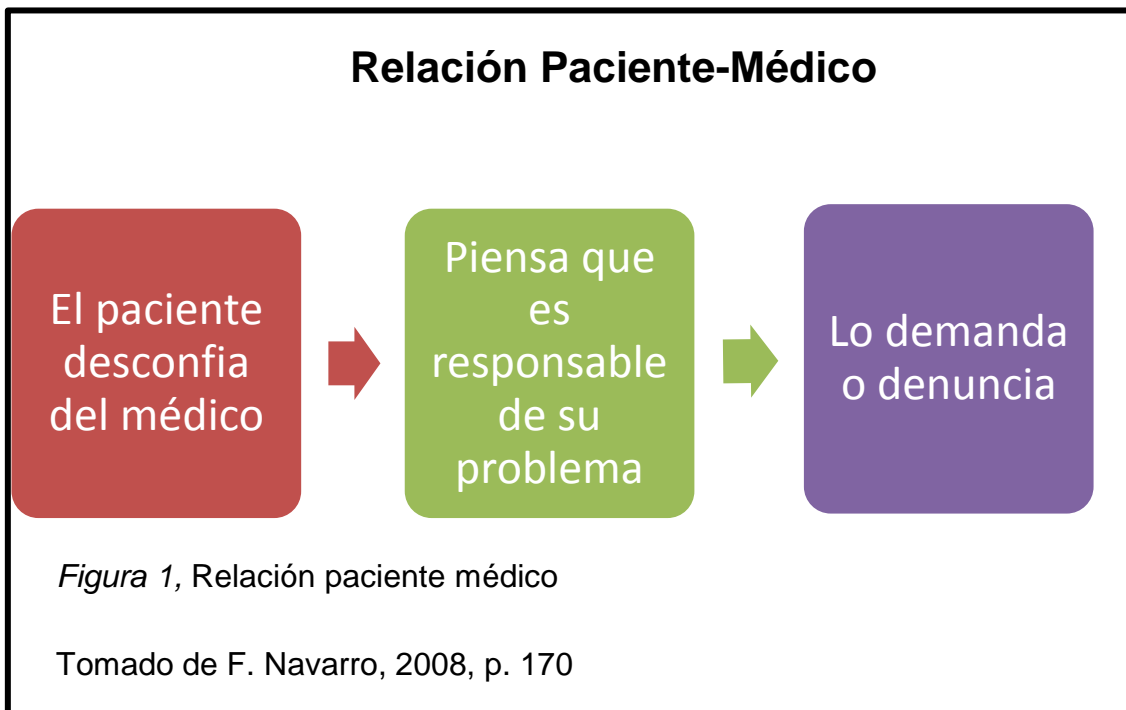 Relación Paciente-Médico
El paciente
desconfia
del médico
Piensa que
es
responsable
de su
problema
Lo demanda
o denuncia
Figura 1, Relación paciente médico
Tomado de F. Navarro, 2008, p. 170